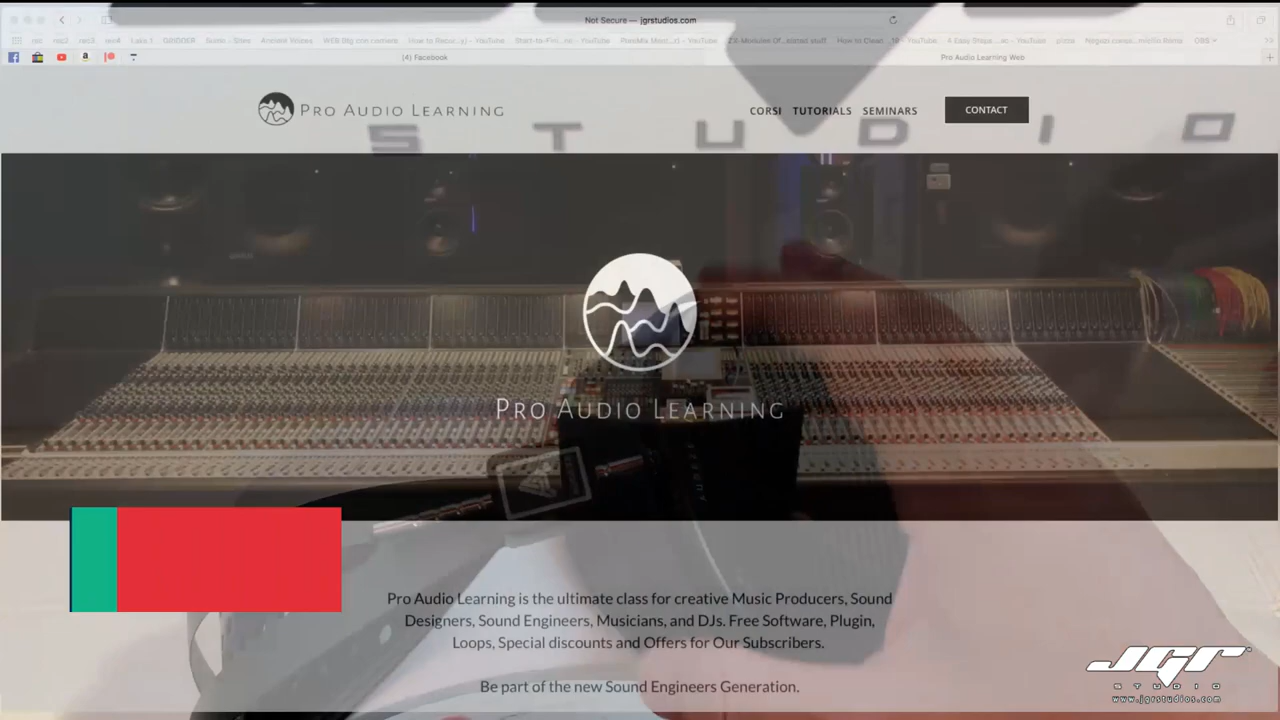 Not Secure — jgrstudios.com
(4) Facebook
Pro Audio Learning Web
PRO AUDIO LEARNING
CORSI TUTORIALS SEMINARS CONTACT
S T U D I O
PRO AUDIO LEARNING
Pro Audio Learning is the ultimate class for creative Music Producers, Sound
Designers, Sound Engineers, Musicians, and DJs. Free Software, Plugin,
Loops, Special discounts and Offers for Our Subscribers.
Be part of the new Sound Engineers Generation.
JGR
STUDIO
www.jgrstudios.com